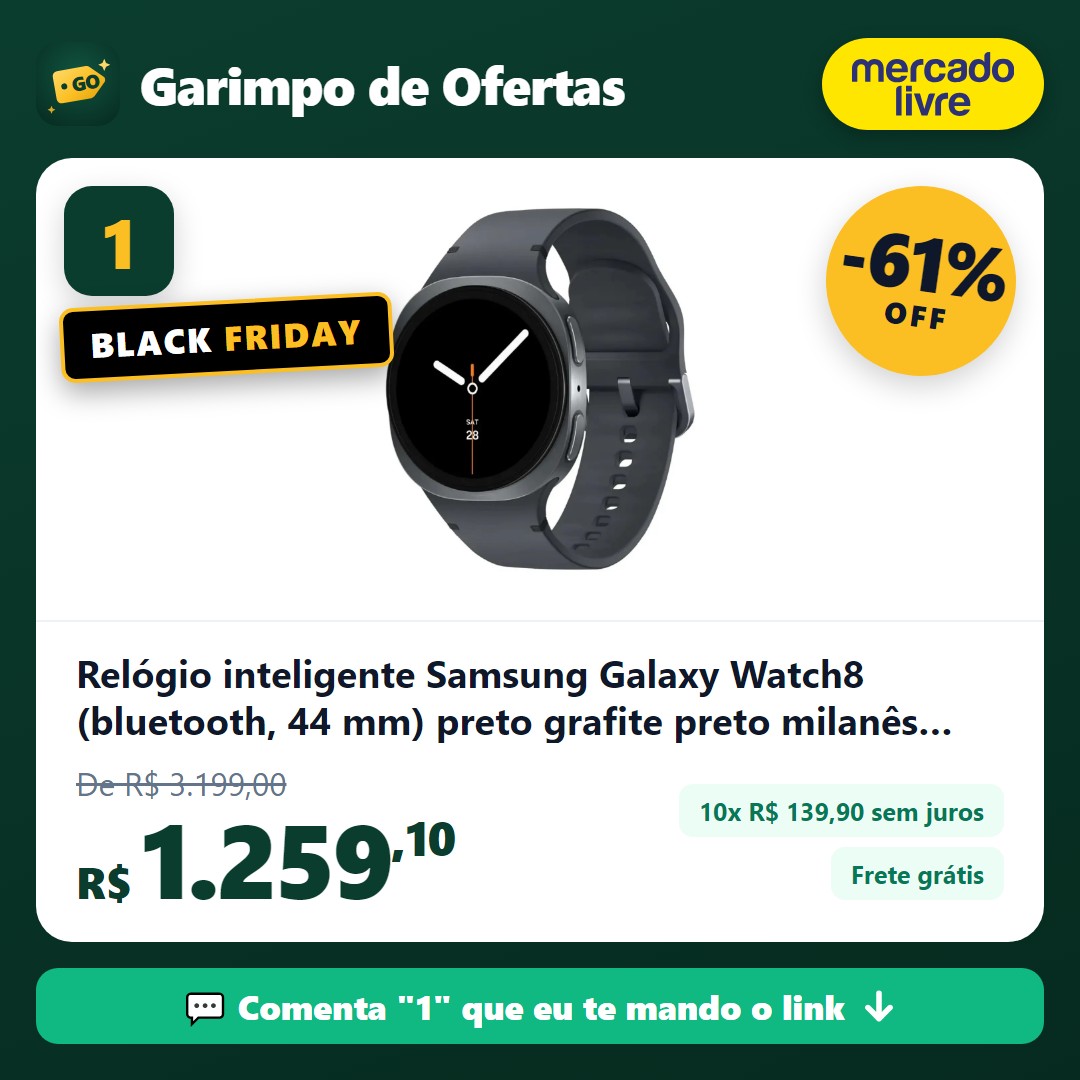 GO
Garimpo de Ofertas
mercado
livre
1
BLACK FRIDAY
-61%
OFF
SAT
28
Relógio inteligente Samsung Galaxy Watch8
(bluetooth, 44 mm) preto grafite preto milanês...
De R$ 3.199,00
R$ 1.259,10
10x R$ 139,90 sem juros
Frete grátis
Comenta "1" que eu te mando o link